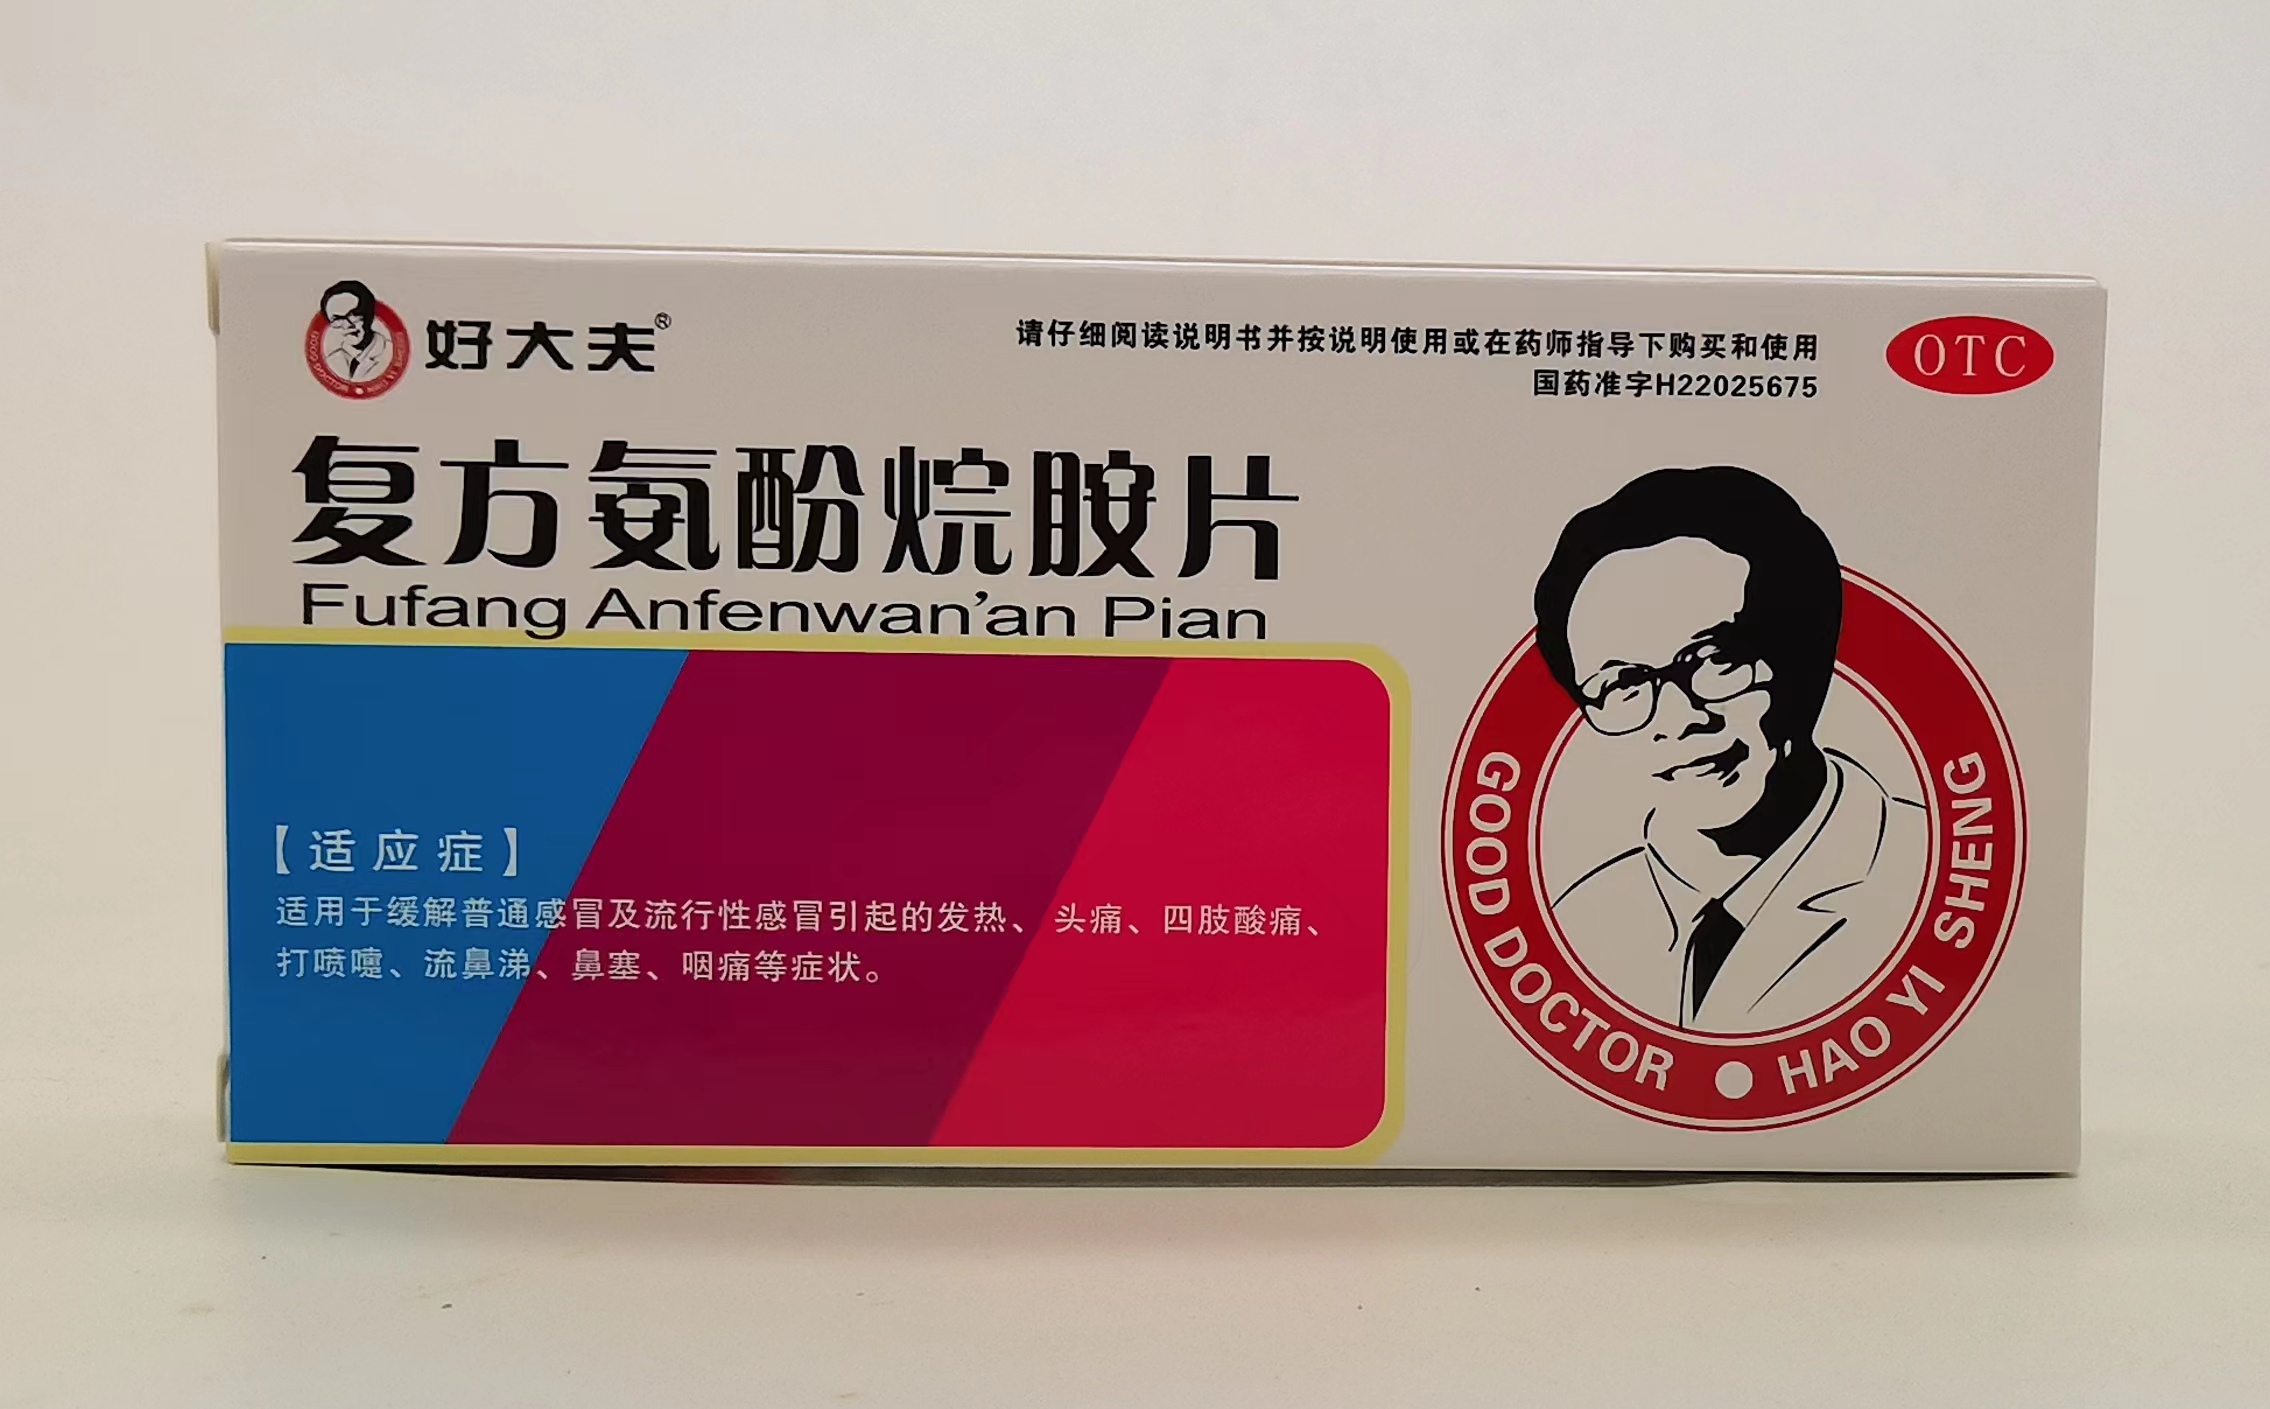 好大夫®
请仔细阅读说明书并按说明使用或在药师指导下购买和使用
国药准字H22025675
OTC
复方氨酚烷胺片
Fufang Anfenwan'an Pian
【适应症】
适用于缓解普通感冒及流行性感冒引起的发热、头痛、四肢酸痛、
打喷嚏、流鼻涕、鼻塞、咽痛等症状。
GOOD DOCTOR • HAO YI SHENG